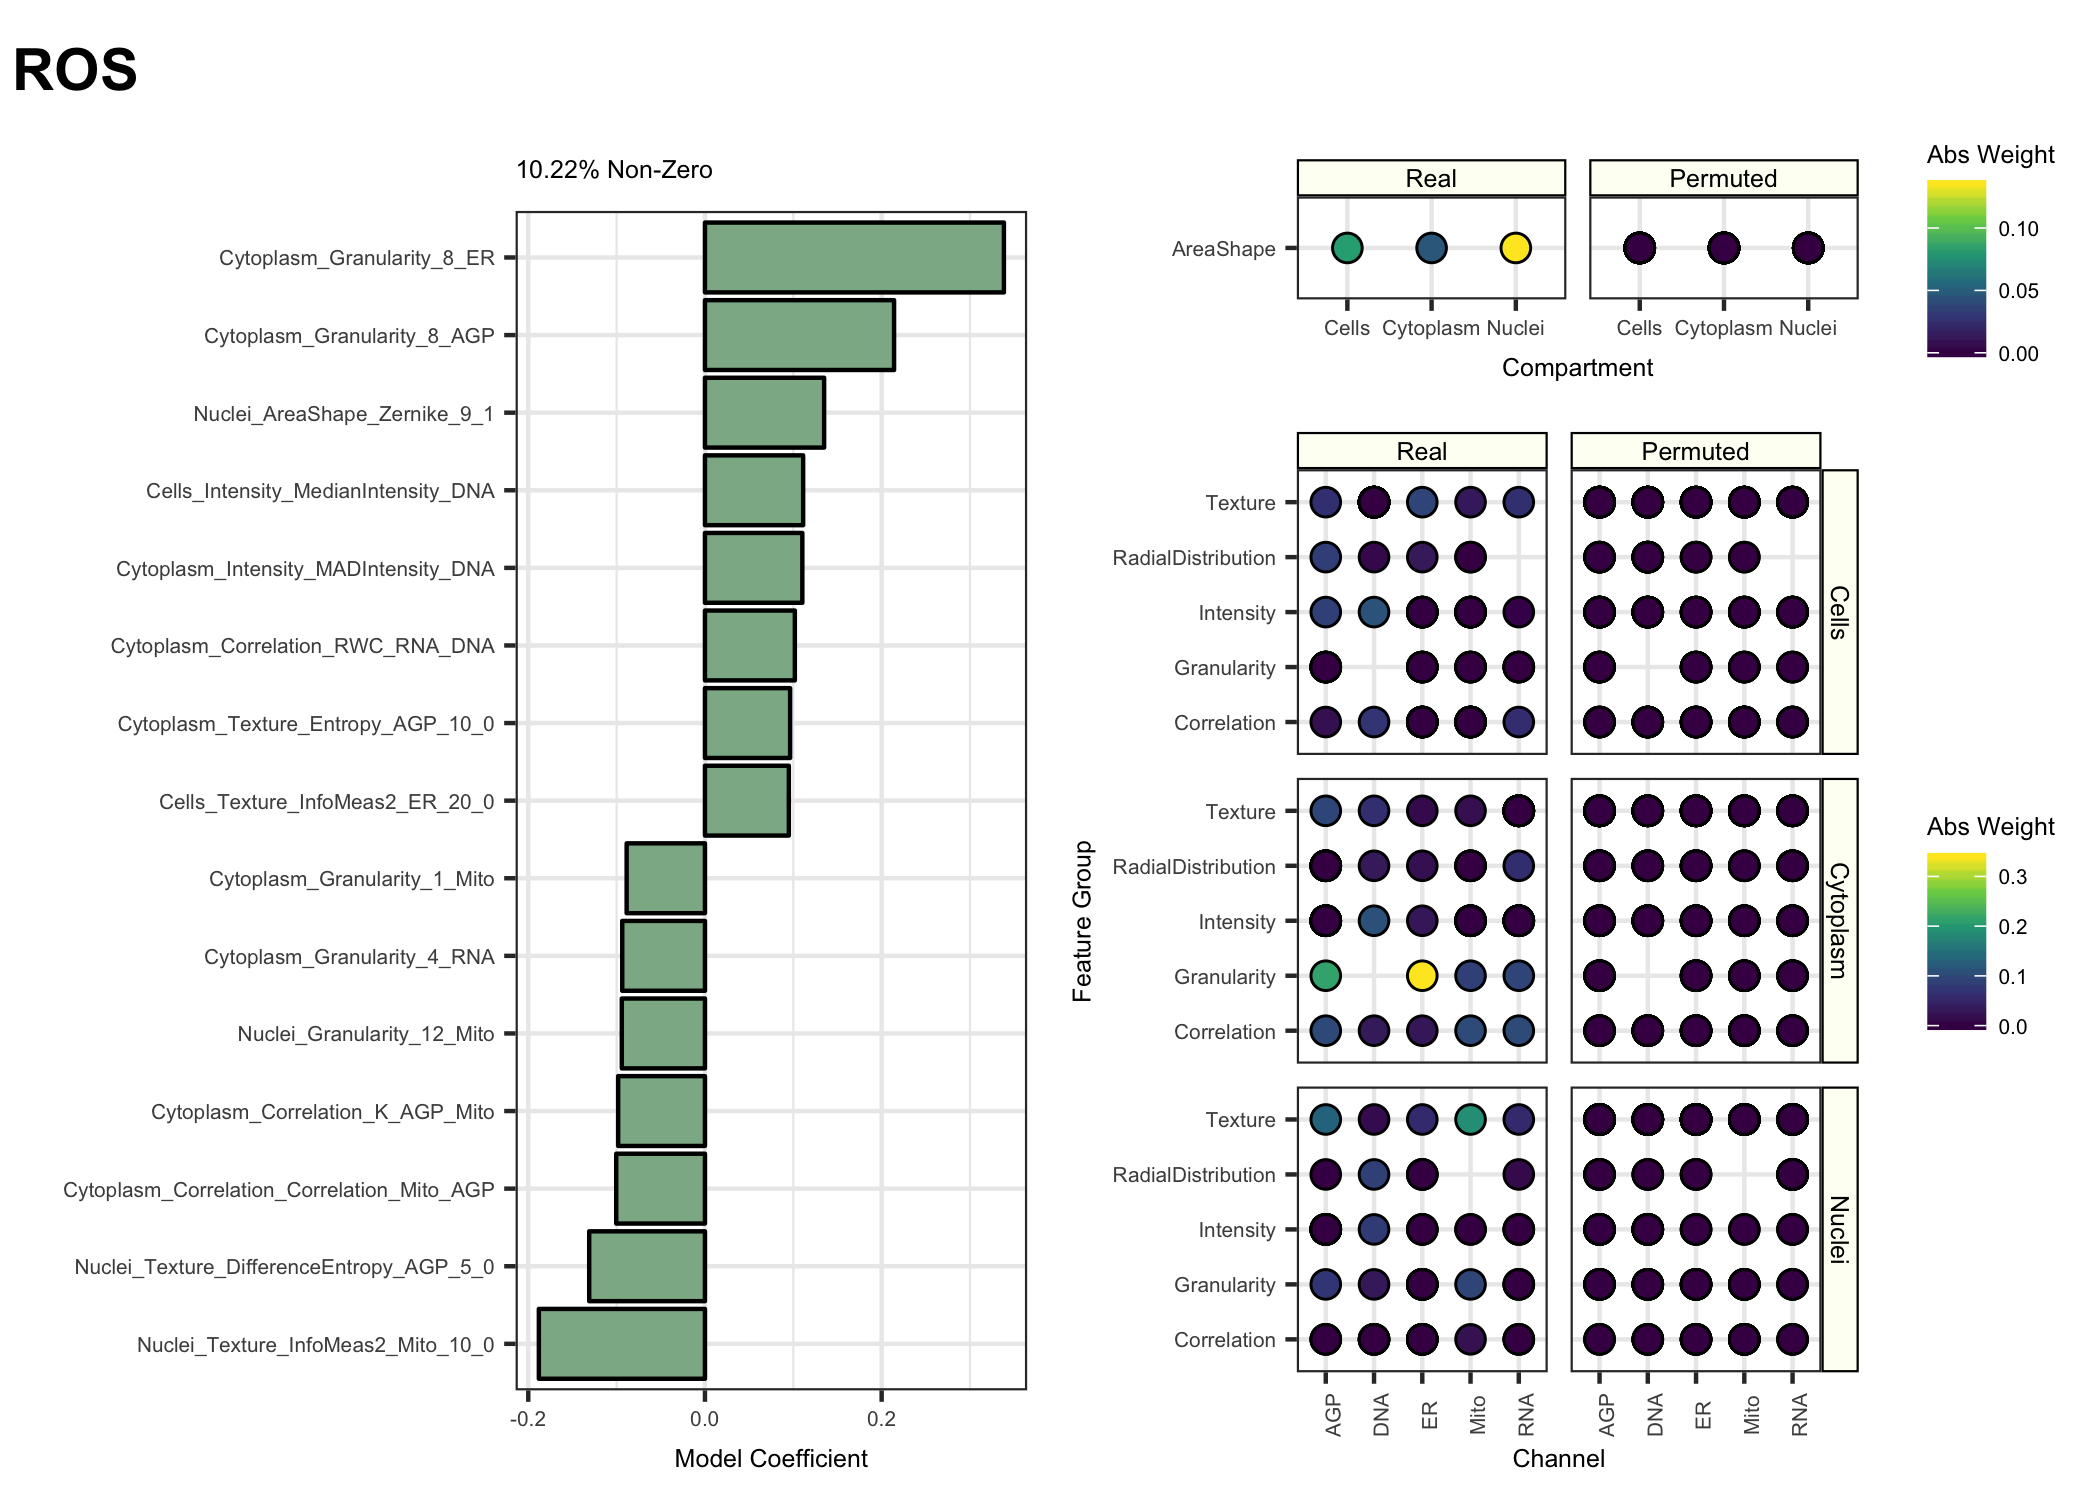 ROS
10.22% Non-Zero
Cytoplasm_Granularity_8_ER
Cytoplasm_Granularity_8_AGP
Nuclei_AreaShape_Zernike_9_1
Cells_Intensity_MedianIntensity_DNA
Cytoplasm_Intensity_MADIntensity_DNA
Cytoplasm_Correlation_RWC_RNA_DNA
Cytoplasm_Texture_Entropy_AGP_10_0
Cells_Texture_InfoMeas2_ER_20_0
Cytoplasm_Granularity_1_Mito
Cytoplasm_Granularity_4_RNA
Nuclei_Granularity_12_Mito
Cytoplasm_Correlation_K_AGP_Mito
Cytoplasm_Correlation_Correlation_Mito_AGP
Nuclei_Texture_DifferenceEntropy_AGP_5_0
Nuclei_Texture_InfoMeas2_Mito_10_0
-0.2 0.0 0.2
Model Coefficient
Real Permuted
AreaShape
Cells Cytoplasm Nuclei Cells Cytoplasm Nuclei
Compartment
Abs Weight
0.10
0.05
0.00
Feature Group
Real Permuted
Texture
RadialDistribution
Intensity
Granularity
Correlation
Cells
Texture
RadialDistribution
Intensity
Granularity
Correlation
Cytoplasm
Texture
RadialDistribution
Intensity
Granularity
Correlation
Nuclei
AGP DNA ER Mito RNA AGP DNA ER Mito RNA
Channel
Abs Weight
0.3
0.2
0.1
0.0